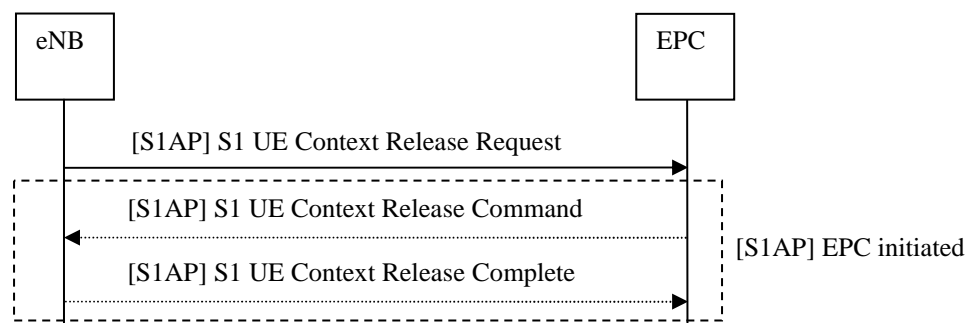 eNB
EPC
[S1AP] S1 UE Context Release Request
[S1AP] S1 UE Context Release Command
[S1AP] EPC initiated
[S1AP] S1 UE Context Release Complete